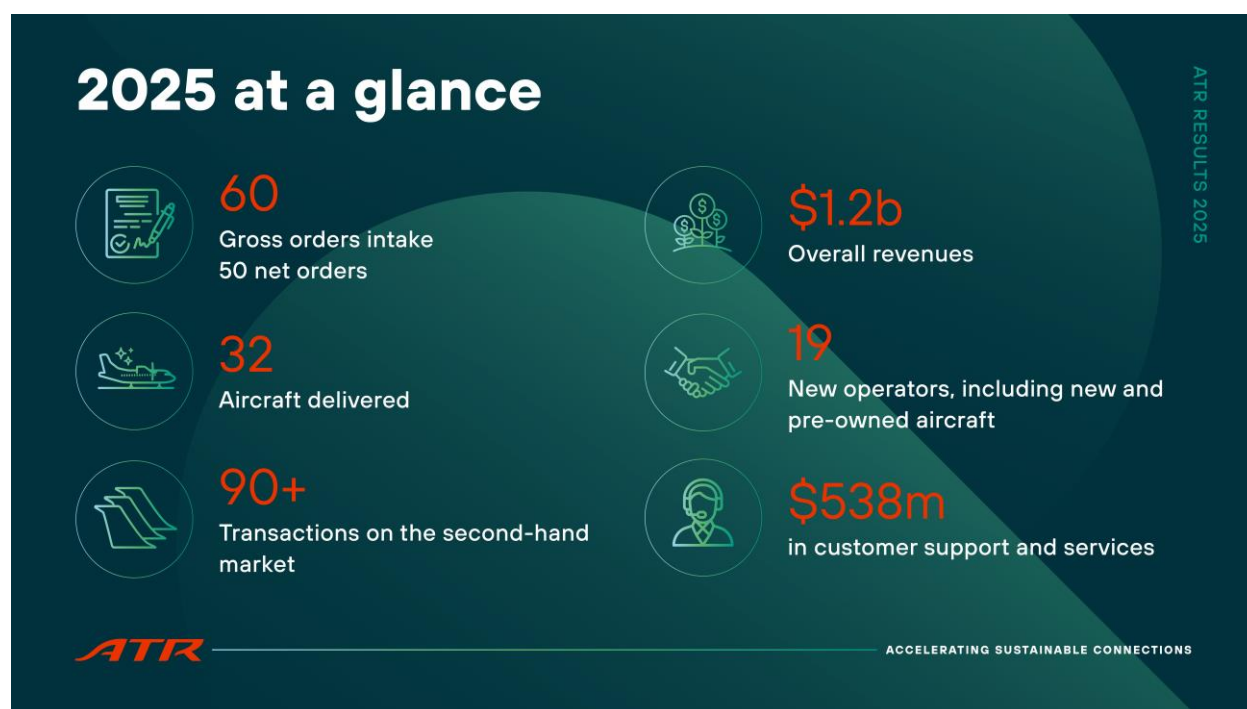 2025 at a glance
60
Gross orders intake
50 net orders
32
Aircraft delivered
90+
Transactions on the second-hand
market
$1.2b
Overall revenues
19
New operators, including new and
pre-owned aircraft
$538m
in customer support and services
ATR RESULTS 2025
ATR
ACCELERATING SUSTAINABLE CONNECTIONS